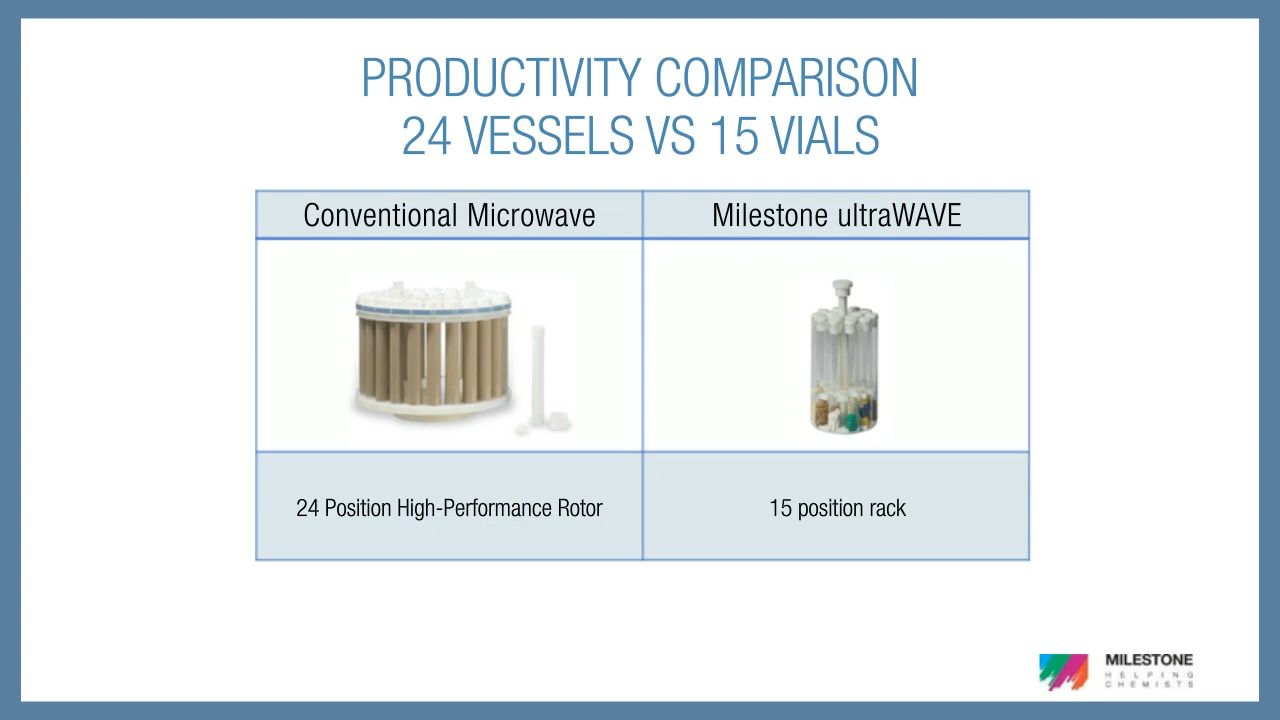 PRODUCTIVITY COMPARISON
24 VESSELS VS 15 VIALS
Conventional Microwave
Milestone ultraWAVE
24 Position High-Performance Rotor
15 position rack
MILESTONE
HELPING
CHEMISTS